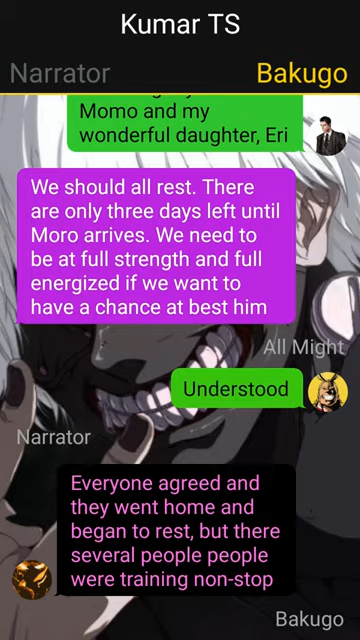 Kumar TS
Narrator
Bakugo
Momo and my
wonderful daughter, Eri
We should all rest. There
are only three days left until
Moro arrives. We need to
be at full strength and full
energized if we want to
have a chance at best him
All Might
Understood
Narrator
Everyone agreed and
they went home and
began to rest, but there
several people people
were training non-stop
Bakugo